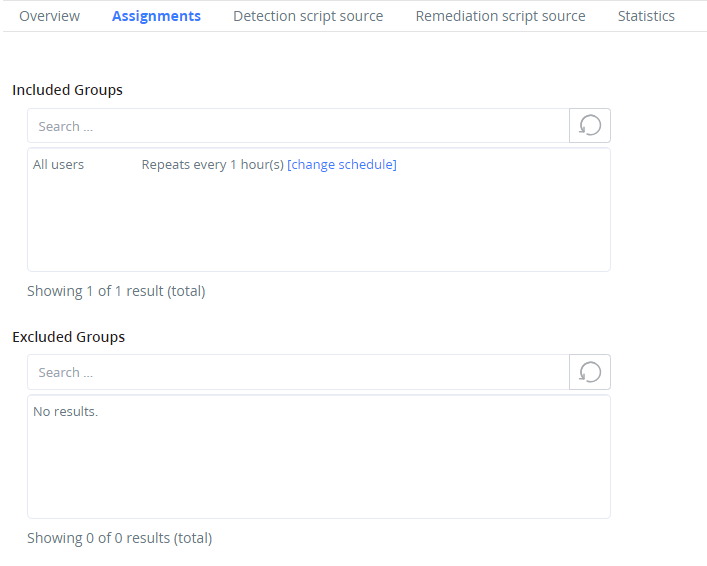 Overview Assignments Detection script source Remediation script source Statistics
Included Groups
Search ...
All users Repeats every 1 hour(s) [change schedule]
Showing 1 of 1 result (total)
Excluded Groups
Search ...
No results.
Showing 0 of 0 results (total)